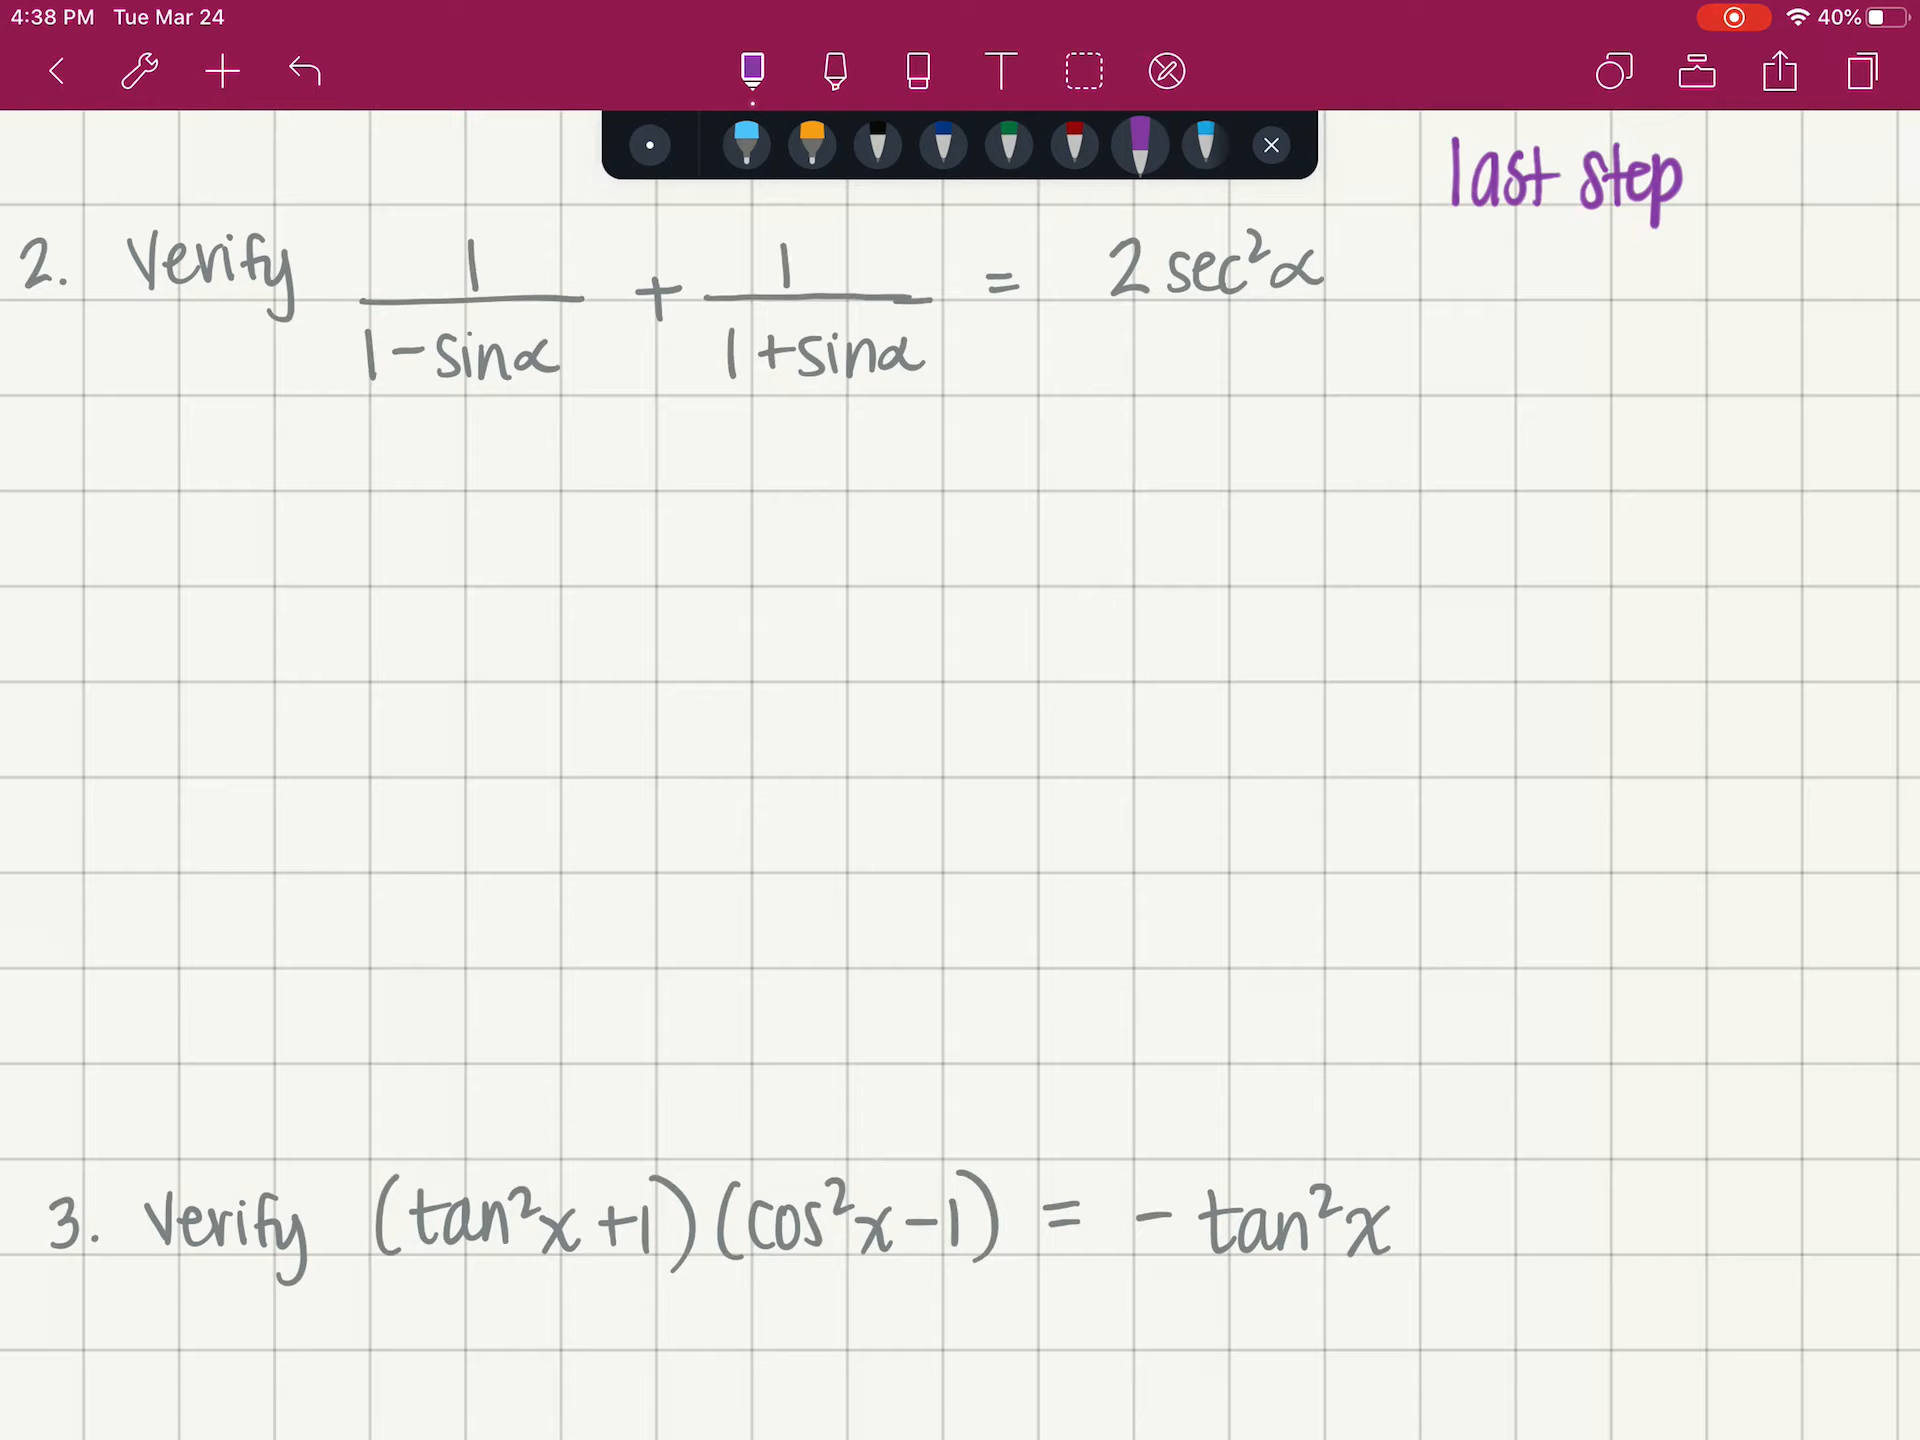 4:38 PM Tue Mar 24 40%
T
last step
2. Verify 1/(1-sinα) + 1/(1+sinα) = 2 sec²α
3. Verify (tan²x+1)(cos²x-1) = - tan²x